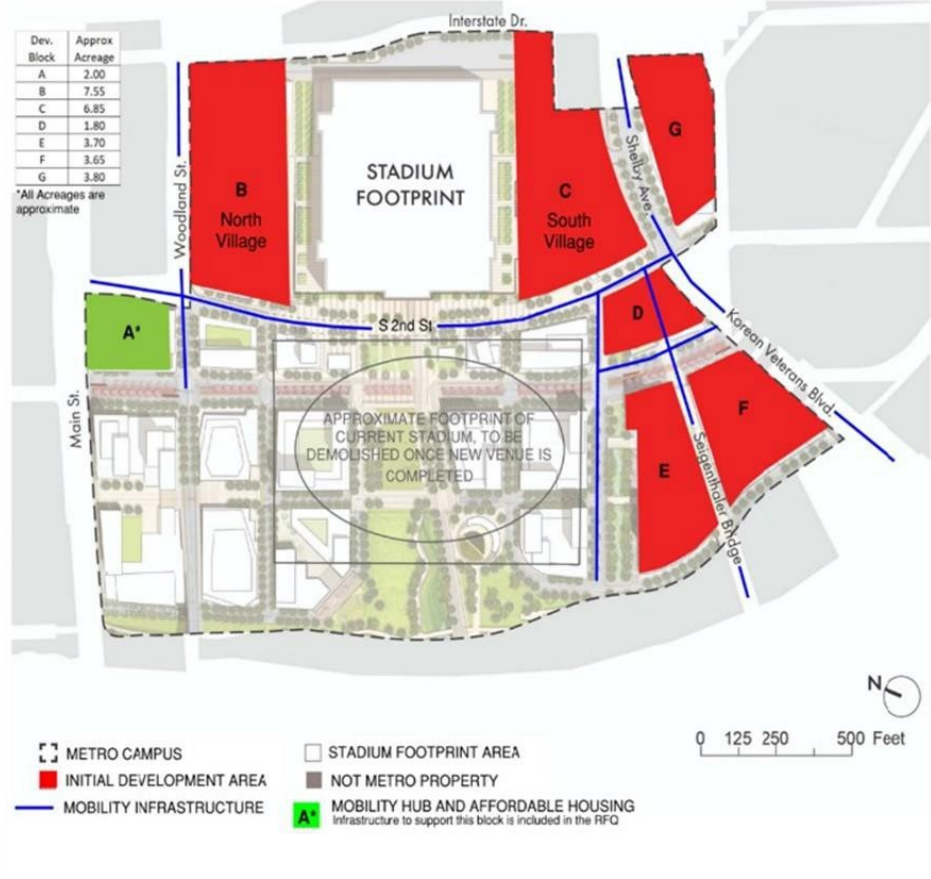 Interstate Dr.
Dev. Block Approx Acreage
A 2.00
B 7.55
C 6.85
D 1.80
E 3.70
F 3.65
G 3.80
*All Acreages are
approximate
Woodland St.
B
North
Village
STADIUM
FOOTPRINT
C
South
Village
Shelby Ave.
G
A*
S 2nd St
D
Korean Veterans Blvd.
Main St.
APPROXIMATE FOOTPRINT OF
CURRENT STADIUM, TO BE
DEMOLISHED ONCE NEW VENUE IS
COMPLETED
E
F
Seigenthaler Bridge
N
0 125 250 500 Feet
METRO CAMPUS
INITIAL DEVELOPMENT AREA
MOBILITY INFRASTRUCTURE
STADIUM FOOTPRINT AREA
NOT METRO PROPERTY
A* MOBILITY HUB AND AFFORDABLE HOUSING
Infrastructure to support this block is included in the RFQ